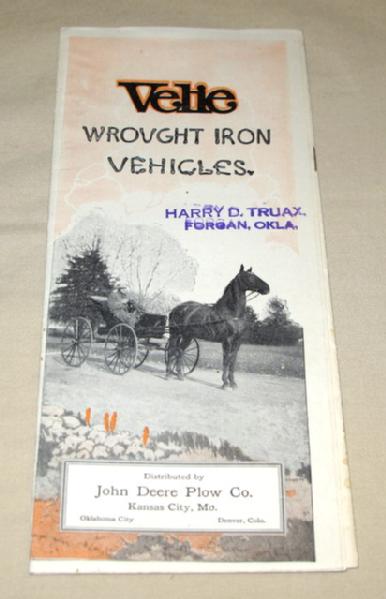 Velie
WROUGHT IRON
VEHICLES.
HARRY D. TRUAX,
FORGAN, OKLA.
Distributed by
John Deere Plow Co.
Kansas City, Mo.
Oklahoma City Denver, Colo.